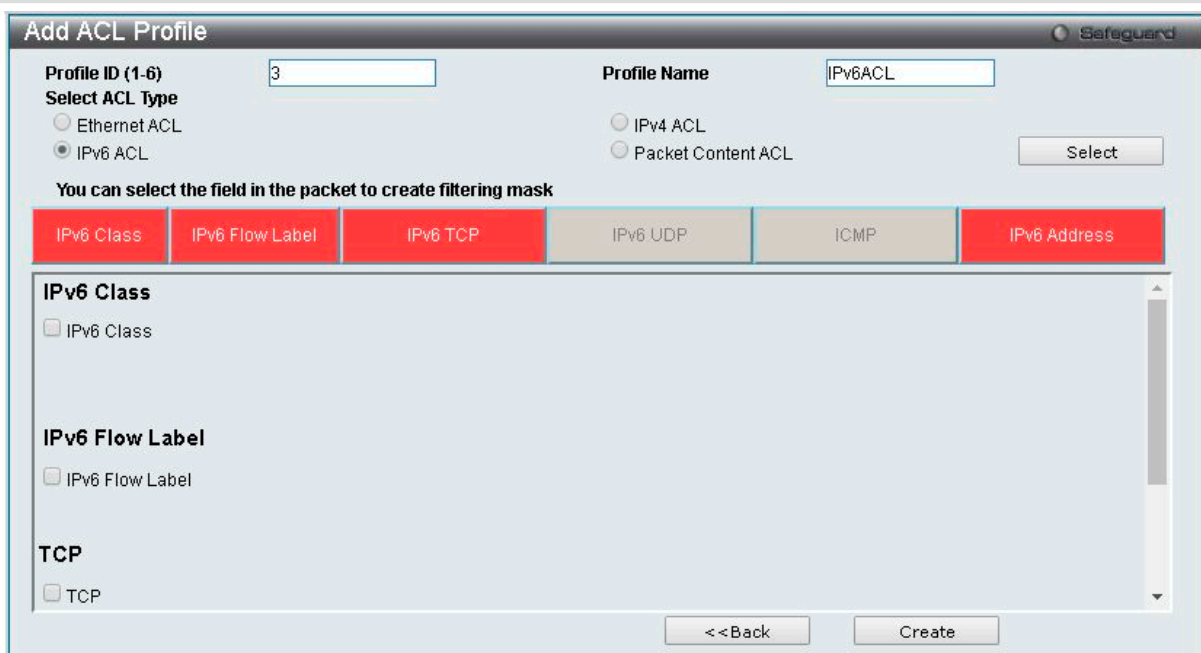 Add ACL Profile
Safeguard
Profile ID (1-6) 3 Profile Name IPv6ACL
Select ACL Type
Ethernet ACL IPv4 ACL
IPv6 ACL Packet Content ACL Select
You can select the field in the packet to create filtering mask
IPv6 Class IPv6 Flow Label IPv6 TCP IPv6 UDP ICMP IPv6 Address
IPv6 Class
IPv6 Class
IPv6 Flow Label
IPv6 Flow Label
TCP
TCP
<<Back Create